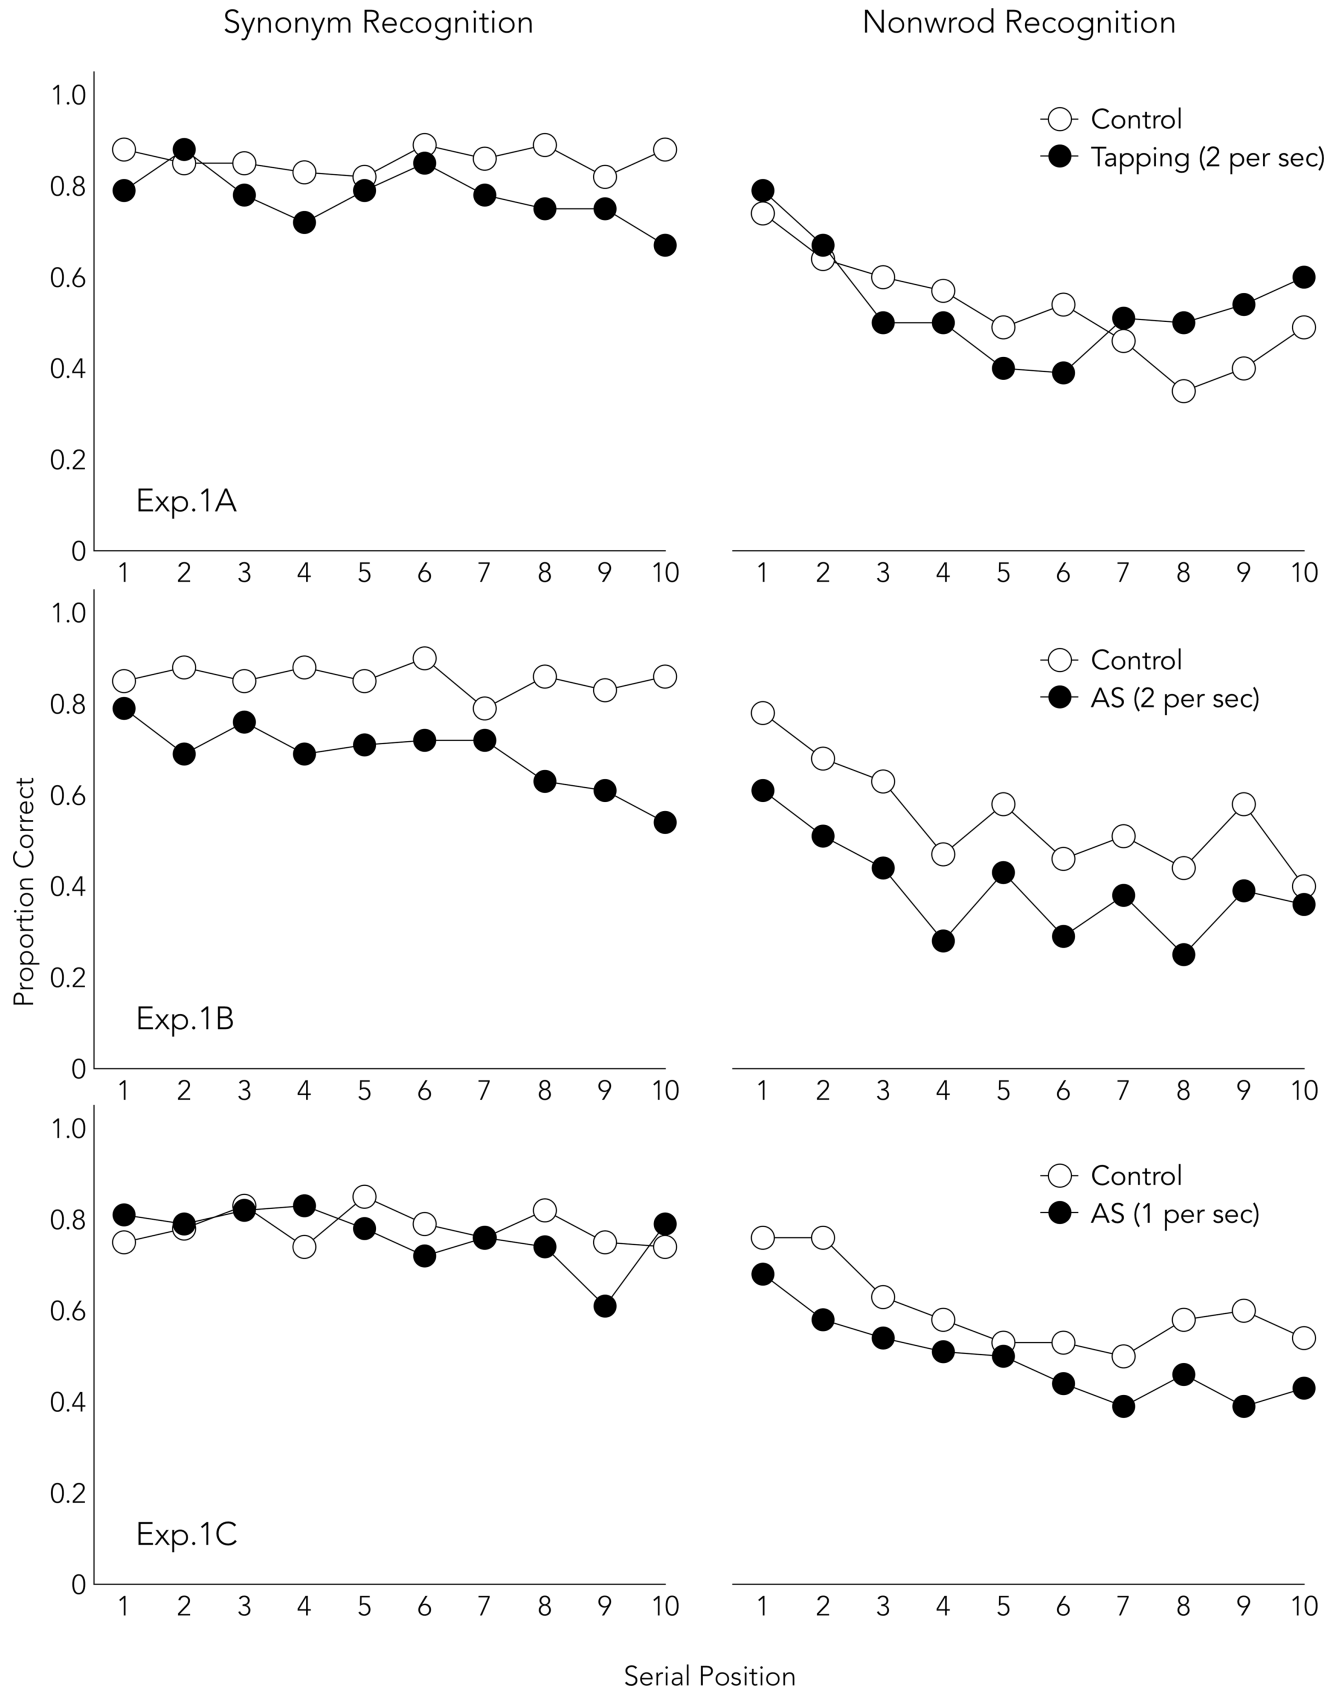 Synonym Recognition
Nonwrod Recognition
1.0
0.8
0.6
0.4
0.2
0
Exp.1A
1 2 3 4 5 6 7 8 9 10
Control
Tapping (2 per sec)
1 2 3 4 5 6 7 8 9 10
Proportion Correct
1.0
0.8
0.6
0.4
0.2
0
Exp.1B
1 2 3 4 5 6 7 8 9 10
Control
AS (2 per sec)
1 2 3 4 5 6 7 8 9 10
1.0
0.8
0.6
0.4
0.2
0
Exp.1C
1 2 3 4 5 6 7 8 9 10
Control
AS (1 per sec)
1 2 3 4 5 6 7 8 9 10
Serial Position